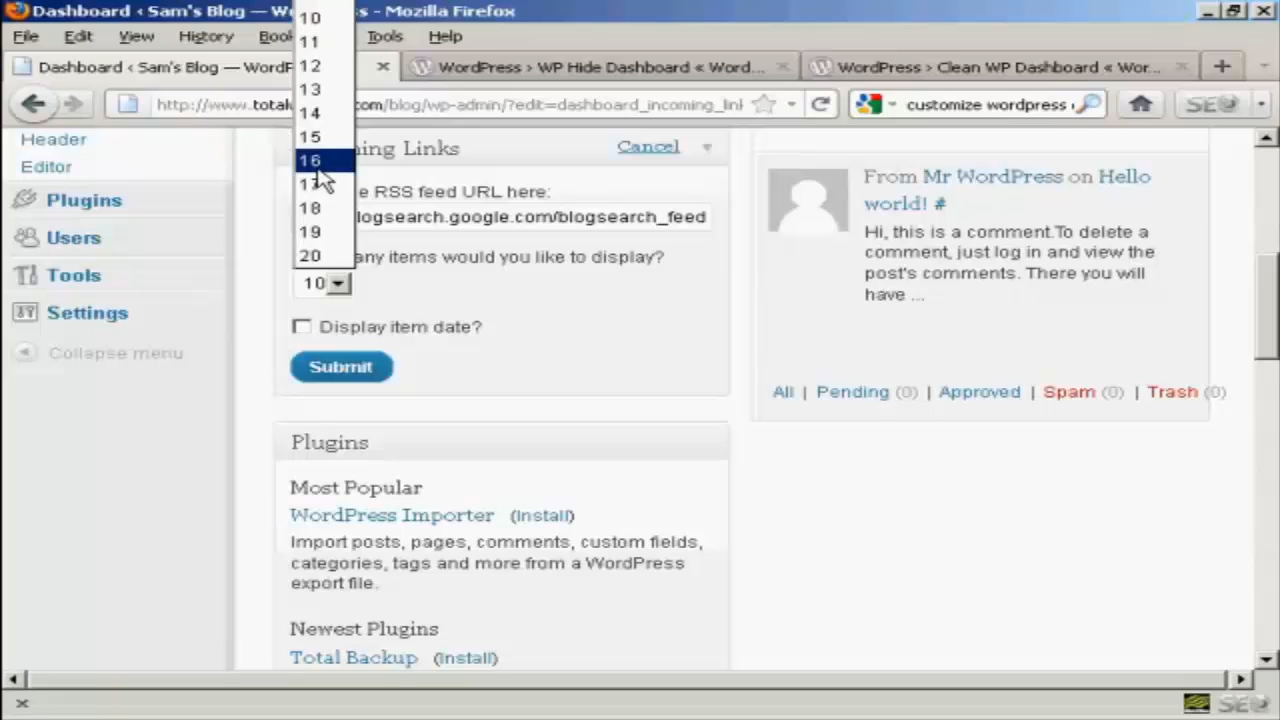 Dashboard ‹ Sam's Blog — Wo
- Mozilla Firefox
File Edit View History Tools Help
Dashboard ‹ Sam's Blog — WordP
WordPress › WP Hide Dashboard « Word...
WordPress › Clean WP Dashboard « Wor...
http://www.total
com/blog/wp-admin/?edit=dashboard_incoming_lin
customize wordpress
SE
10
11
12
13
14
15
16
17
18
19
20
Header
Editor
Plugins
Users
Tools
Settings
Collapse menu
Links
Cancel
RSS feed URL here:
logsearch.google.com/blogsearch_feed
items would you like to display?
10
Display item date?
Submit
Plugins
Most Popular
WordPress Importer (Install)
Import posts, pages, comments, custom fields,
categories, tags and more from a WordPress
export file.
Newest Plugins
Total Backup (Install)
From Mr WordPress on Hello
world! #
Hi, this is a comment.To delete a
comment, just log in and view the
post's comments. There you will
have ...
All | Pending (0) | Approved | Spam (0) | Trash (0)
SE